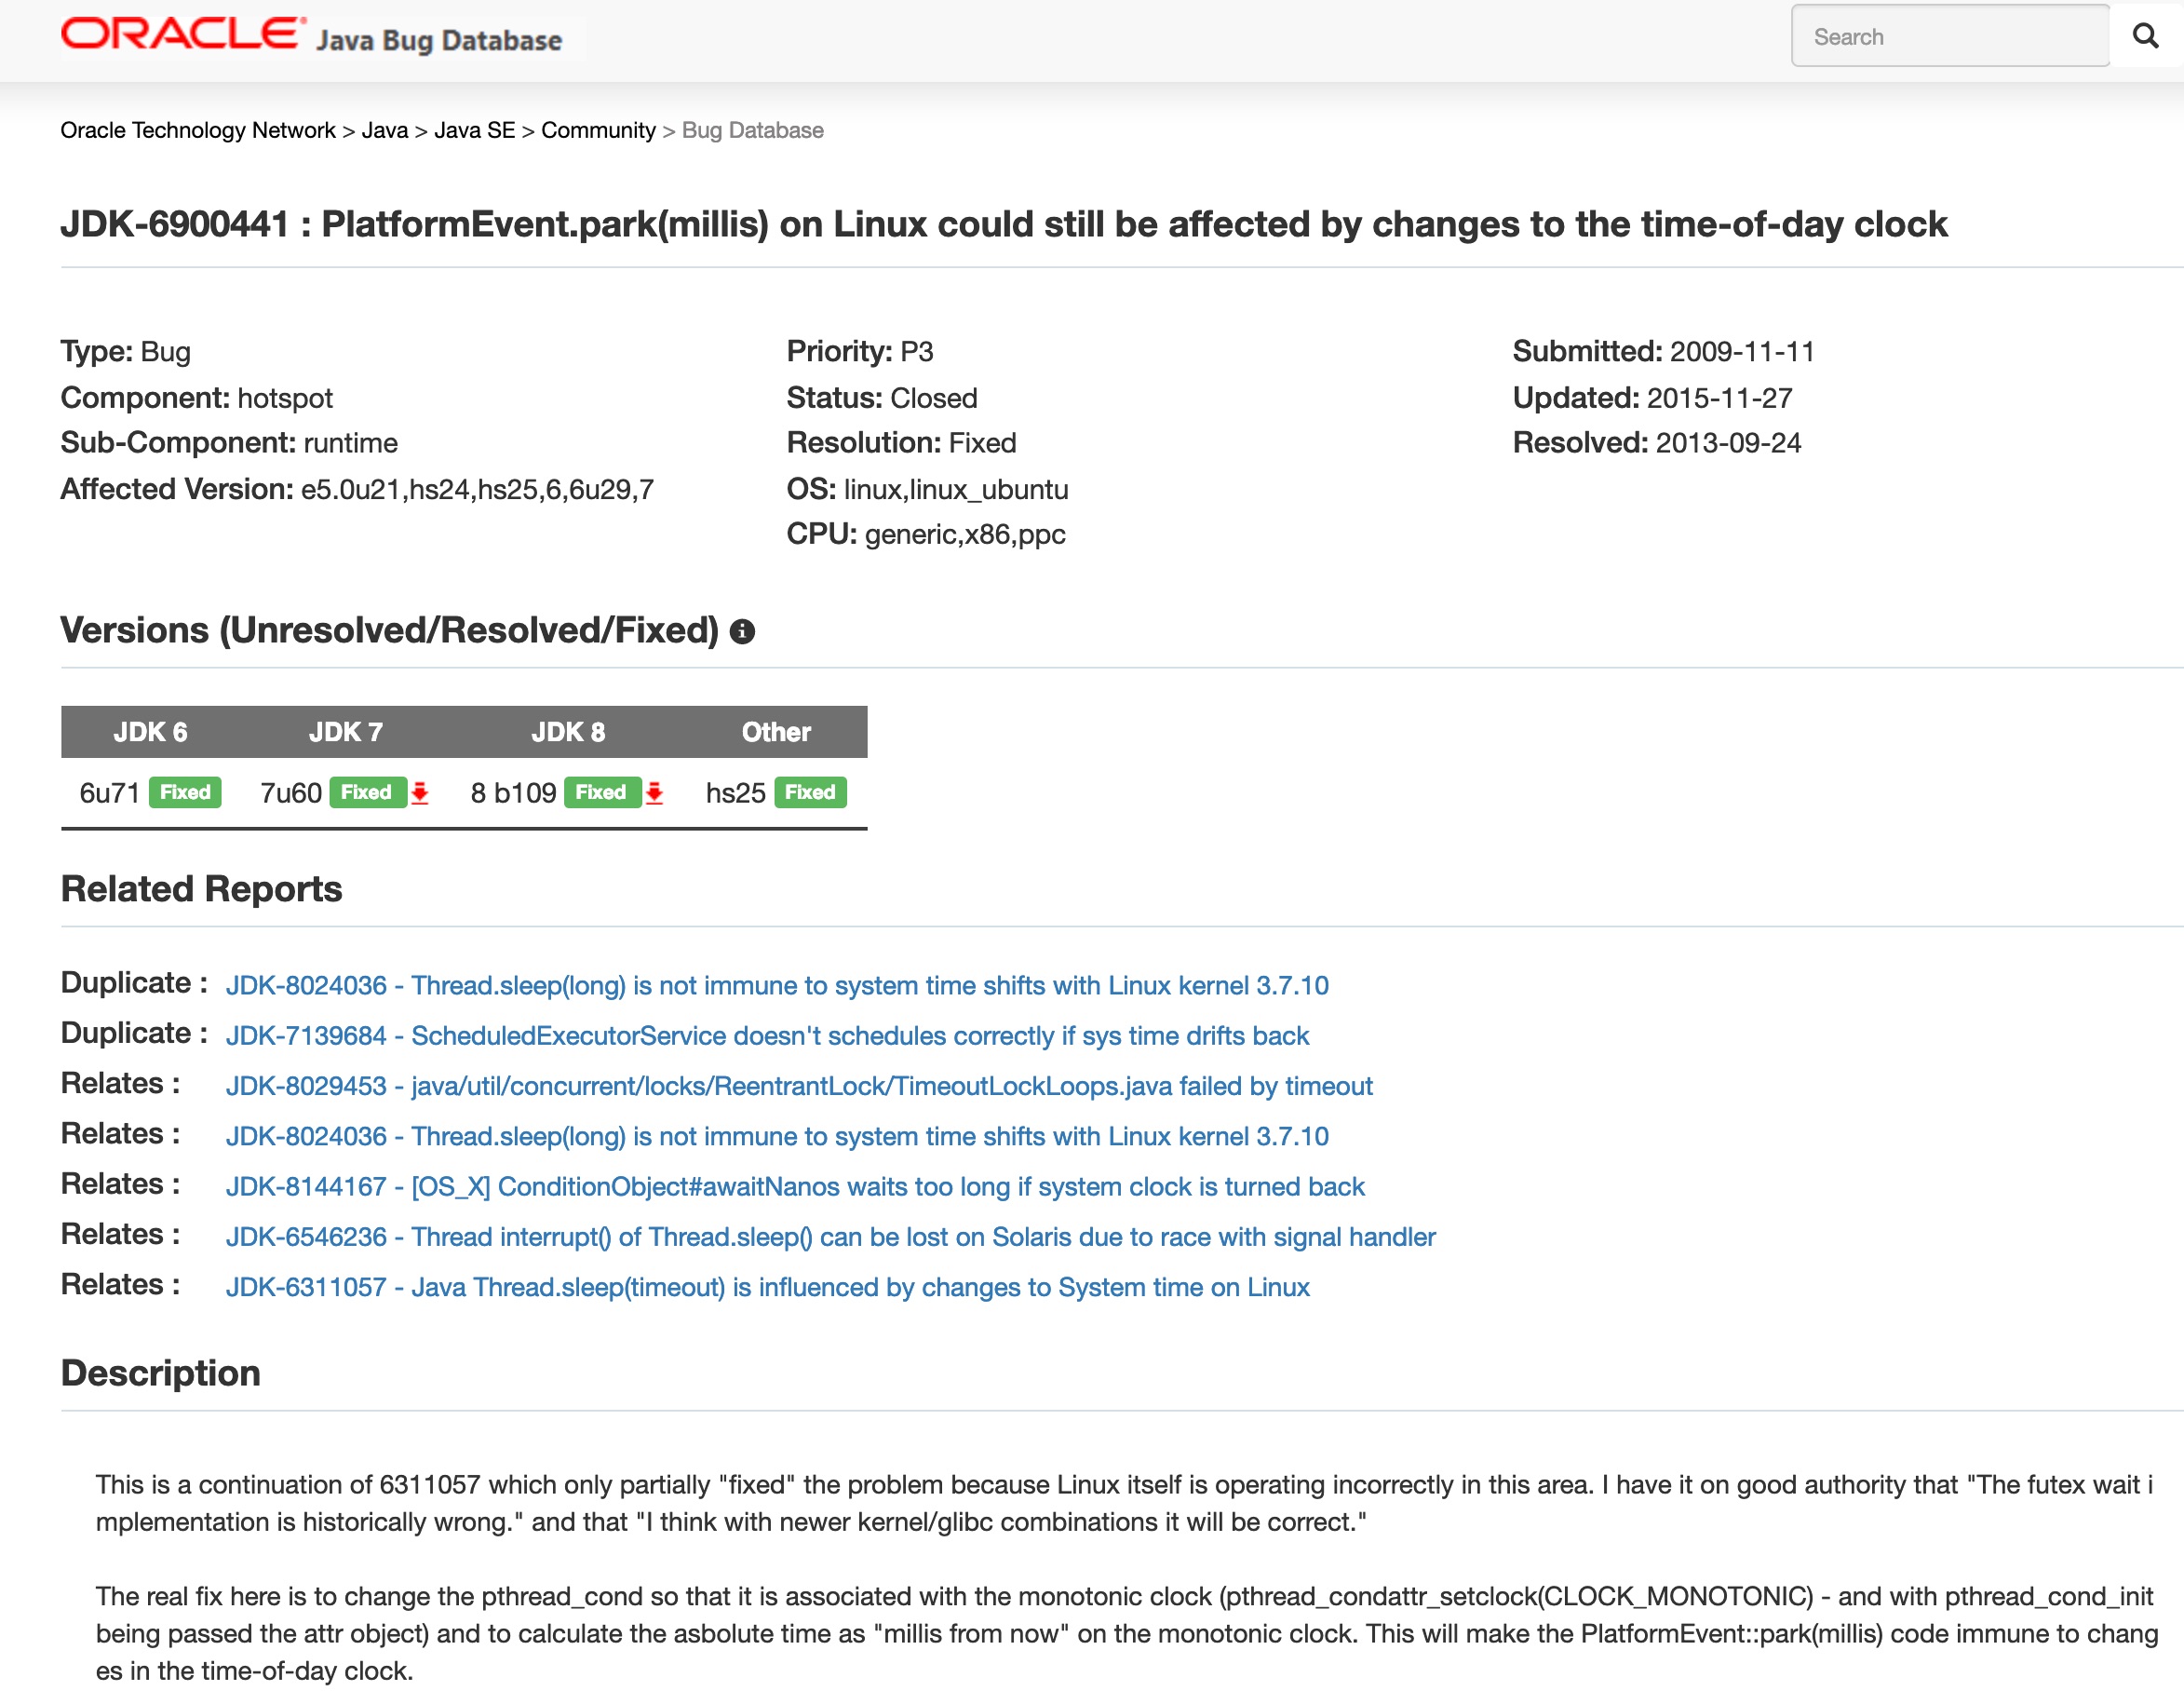 ORACLE® Java Bug Database
Search
Oracle Technology Network > Java > Java SE > Community > Bug Database
JDK-6900441 : PlatformEvent.park(millis) on Linux could still be affected by changes to the time-of-day clock
Type: Bug
Component: hotspot
Sub-Component: runtime
Affected Version: e5.0u21,hs24,hs25,6,6u29,7
Priority: P3
Status: Closed
Resolution: Fixed
OS: linux,linux_ubuntu
CPU: generic,x86,ppc
Submitted: 2009-11-11
Updated: 2015-11-27
Resolved: 2013-09-24
Versions (Unresolved/Resolved/Fixed)
JDK 6 JDK 7 JDK 8 Other
6u71 Fixed 7u60 Fixed 8 b109 Fixed hs25 Fixed
Related Reports
Duplicate : JDK-8024036 - Thread.sleep(long) is not immune to system time shifts with Linux kernel 3.7.10
Duplicate : JDK-7139684 - ScheduledExecutorService doesn't schedules correctly if sys time drifts back
Relates : JDK-8029453 - java/util/concurrent/locks/ReentrantLock/TimeoutLockLoops.java failed by timeout
Relates : JDK-8024036 - Thread.sleep(long) is not immune to system time shifts with Linux kernel 3.7.10
Relates : JDK-8144167 - [OS_X] ConditionObject#awaitNanos waits too long if system clock is turned back
Relates : JDK-6546236 - Thread interrupt() of Thread.sleep() can be lost on Solaris due to race with signal handler
Relates : JDK-6311057 - Java Thread.sleep(timeout) is influenced by changes to System time on Linux
Description
This is a continuation of 6311057 which only partially "fixed" the problem because Linux itself is operating incorrectly in this area. I have it on good authority that "The futex wait i
mplementation is historically wrong." and that "I think with newer kernel/glibc combinations it will be correct."
The real fix here is to change the pthread_cond so that it is associated with the monotonic clock (pthread_condattr_setclock(CLOCK_MONOTONIC) - and with pthread_cond_init
being passed the attr object) and to calculate the asbolute time as "millis from now" on the monotonic clock. This will make the PlatformEvent::park(millis) code immune to chang
es in the time-of-day clock.